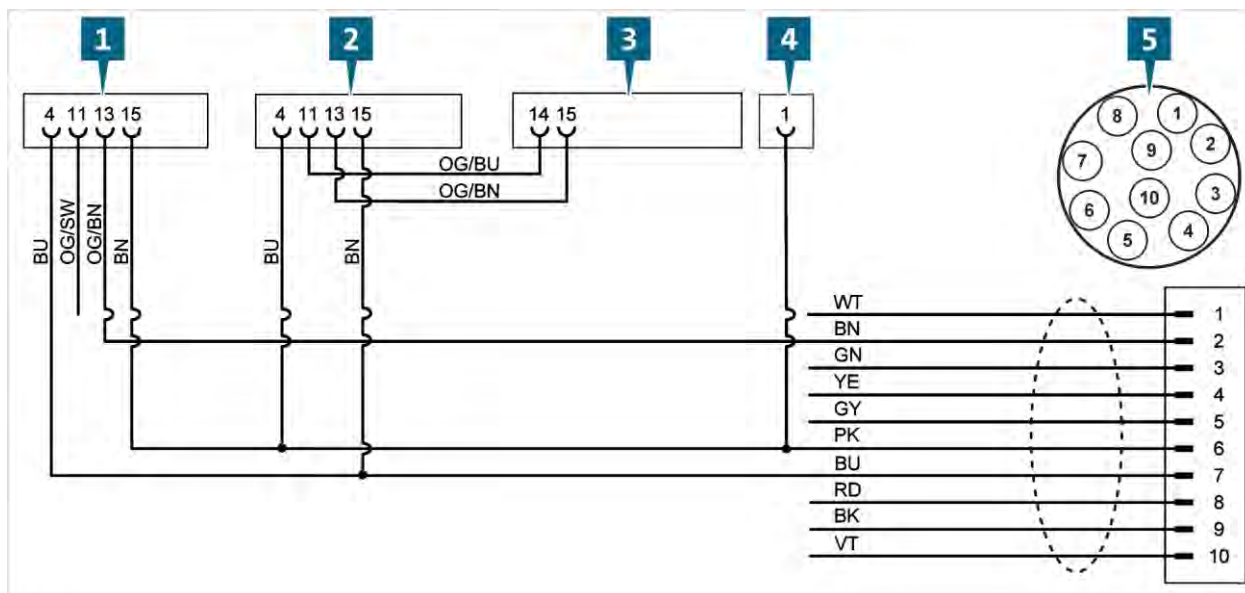 1 2 3 4 5
4 11 13 15
4 11 13 15
14 15
1
8 1
9 2
7
10 3
6
5 4
OG/BU
OG/BN
BU
OG/SW
OG/BN
BN
BU
BN
WT 1
BN 2
GN 3
YE 4
GY 5
PK 6
BU 7
RD 8
BK 9
VT 10